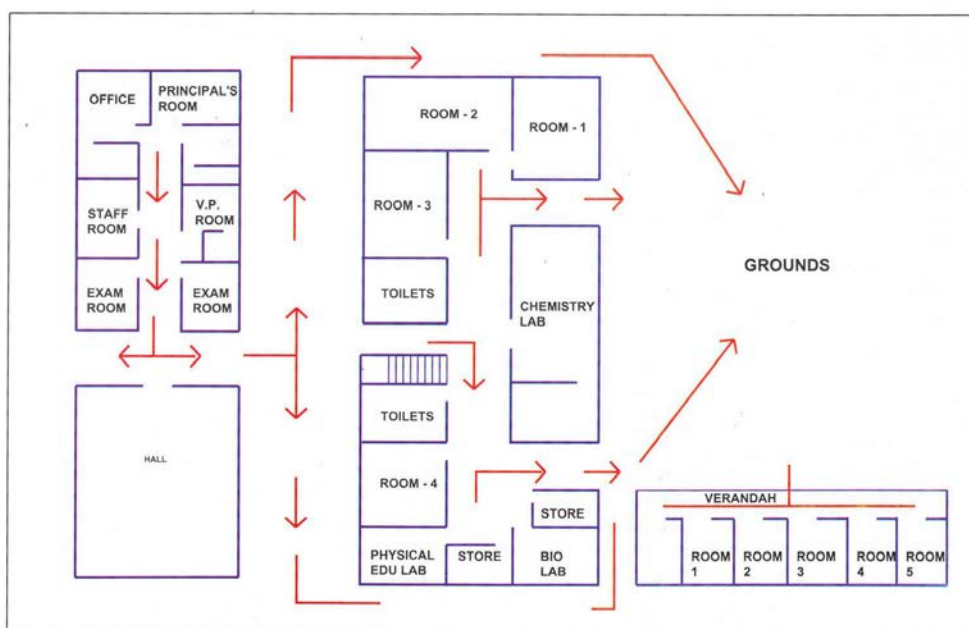 OFFICE
PRINCIPAL'S
ROOM
STAFF
ROOM
V.P.
ROOM
EXAM
ROOM
EXAM
ROOM
HALL
ROOM - 2
ROOM - 1
ROOM - 3
TOILETS
CHEMISTRY
LAB
TOILETS
ROOM - 4
STORE
PHYSICAL
EDU LAB
STORE
BIO
LAB
GROUNDS
VERANDAH
ROOM
1
ROOM
2
ROOM
3
ROOM
4
ROOM
5